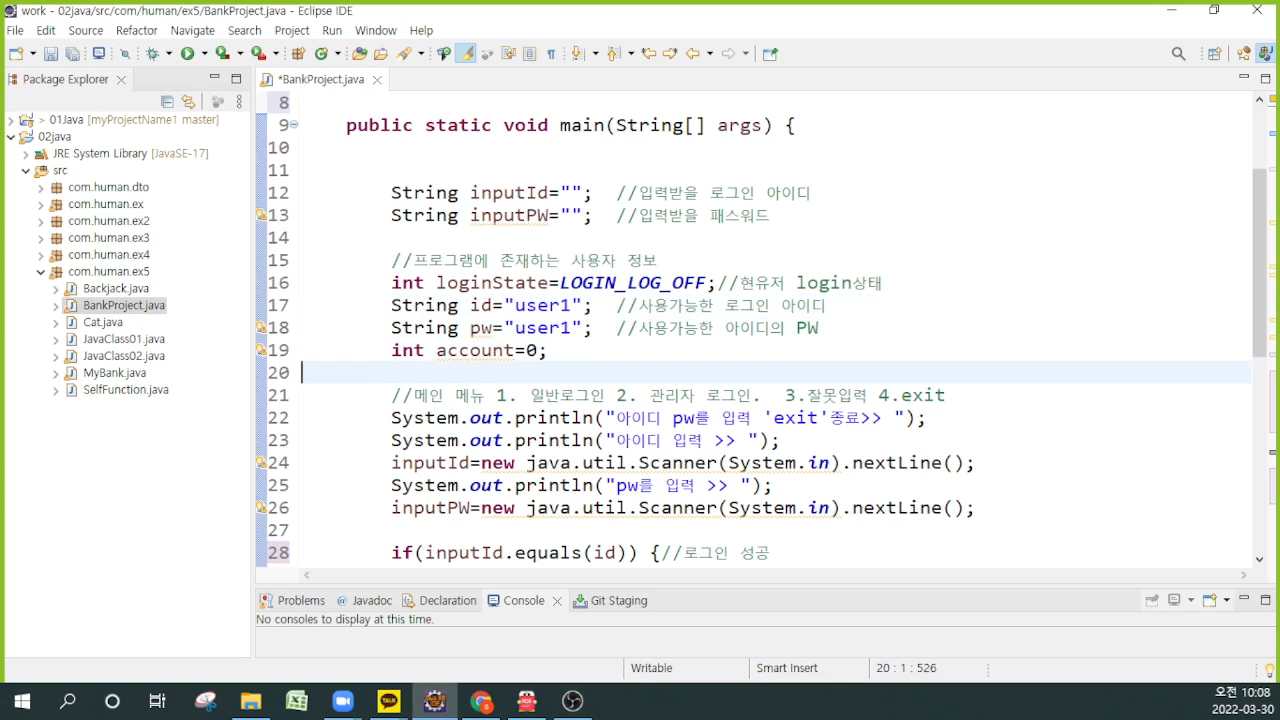 work - 02java/src/com/human/ex5/BankProject.java - Eclipse IDE
File Edit Source Refactor Navigate Search Project Run Window Help
Package Explorer
*BankProject.java
> 01Java [myProjectName1 master]
02java
JRE System Library [JavaSE-17]
src
com.human.dto
com.human.ex
com.human.ex2
com.human.ex3
com.human.ex4
com.human.ex5
Backjack.java
BankProject.java
Cat.java
JavaClass01.java
JavaClass02.java
MyBank.java
SelfFunction.java
8
9 public static void main(String[] args) {
10
11
12 String inputId=""; //입력받을 로그인 아이디
13 String inputPW=""; //입력받을 패스워드
14
15 //프로그램에 존재하는 사용자 정보
16 int loginState=LOGIN_LOG_OFF;//현유저 login상태
17 String id="user1"; //사용가능한 로그인 아이디
18 String pw="user1"; //사용가능한 아이디의 PW
19 int account=0;
20
21 //메인 메뉴 1. 일반로그인 2. 관리자 로그인. 3.잘못입력 4.exit
22 System.out.println("아이디 pw를 입력 'exit'종료>> ");
23 System.out.println("아이디 입력 >> ");
24 inputId=new java.util.Scanner(System.in).nextLine();
25 System.out.println("pw를 입력 >> ");
26 inputPW=new java.util.Scanner(System.in).nextLine();
27
28 if(inputId.equals(id)) {//로그인 성공
Problems Javadoc Declaration Console Git Staging
No consoles to display at this time.
Writable Smart Insert 20 : 1 : 526
TALK
PDF
오전 10:08
2022-03-30